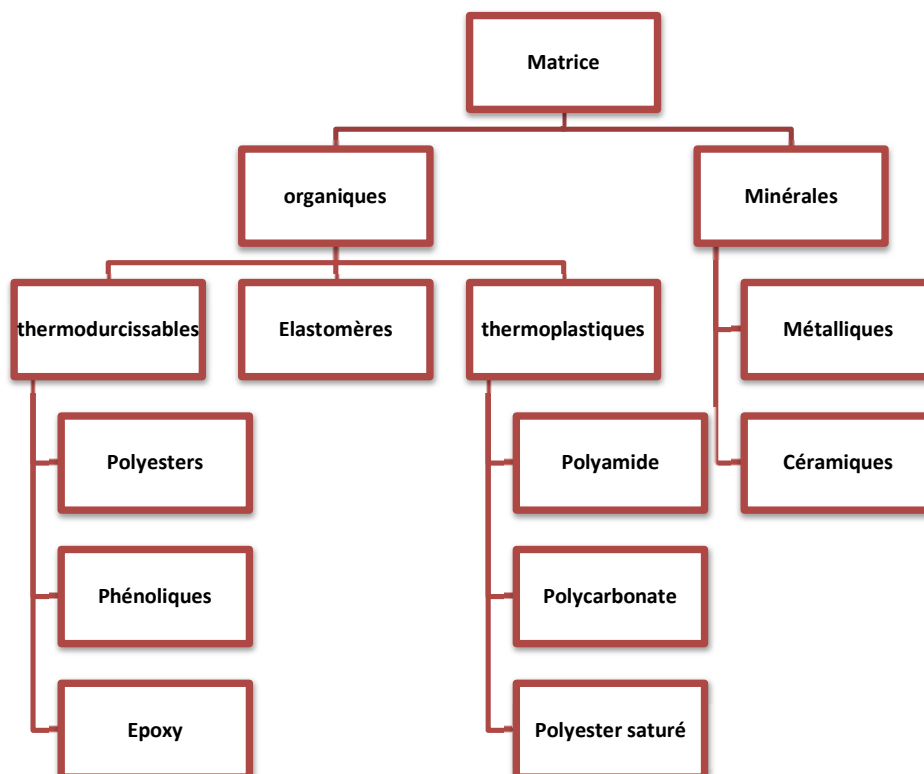 Matrice
organiques
Minérales
thermodurcissables
Elastomères
thermoplastiques
Métalliques
Polyesters
Polyamide
Céramiques
Phénoliques
Polycarbonate
Epoxy
Polyester saturé